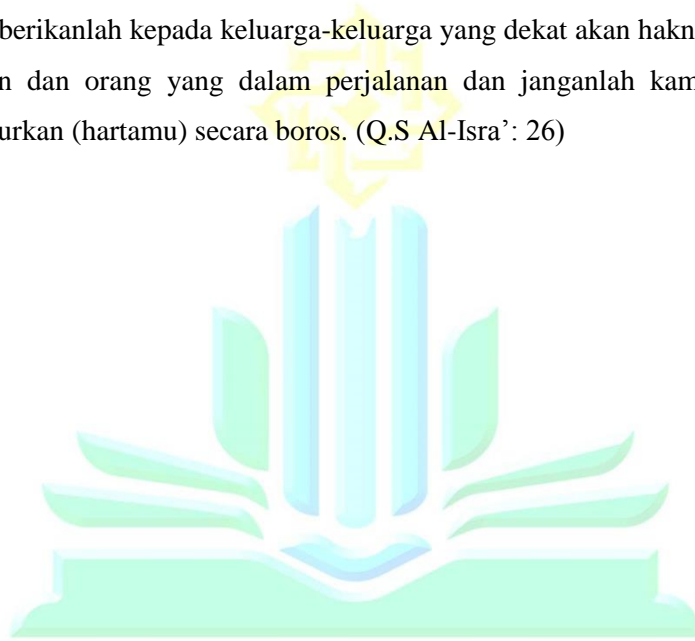 berikanlah kepada keluarga-keluarga yang dekat akan hakn
n dan orang yang dalam perjalanan dan janganlah kam
urkan (hartamu) secara boros. (Q.S Al-Isra’: 26)